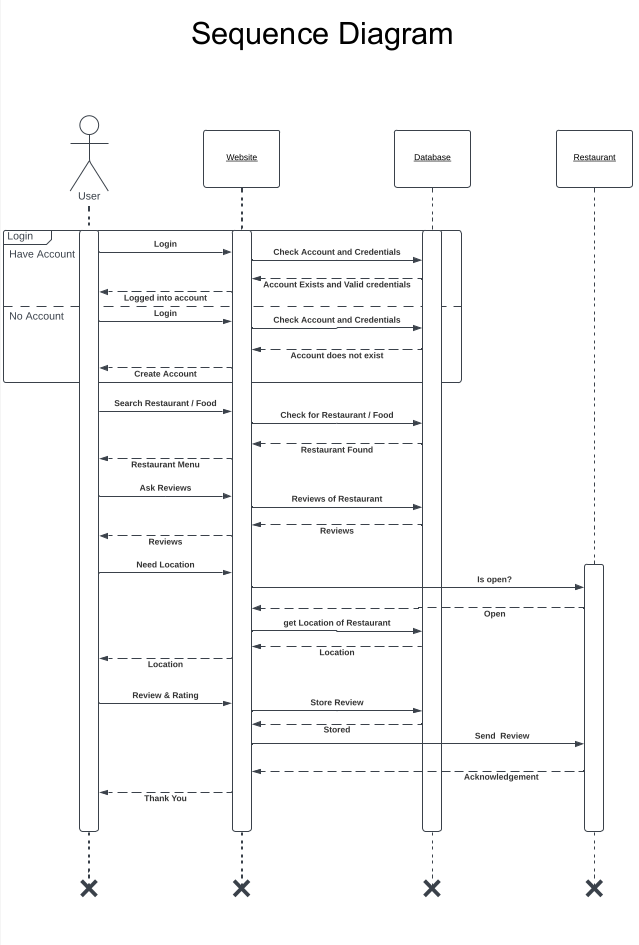 Sequence Diagram
User
Website
Database
Restaurant
Login
Have Account
Login
Check Account and Credentials
Account Exists and Valid credentials
Logged into account
No Account
Login
Check Account and Credentials
Account does not exist
Create Account
Search Restaurant / Food
Check for Restaurant / Food
Restaurant Found
Restaurant Menu
Ask Reviews
Reviews of Restaurant
Reviews
Reviews
Need Location
Is open?
Open
get Location of Restaurant
Location
Location
Review & Rating
Store Review
Stored
Send Review
Acknowledgement
Thank You